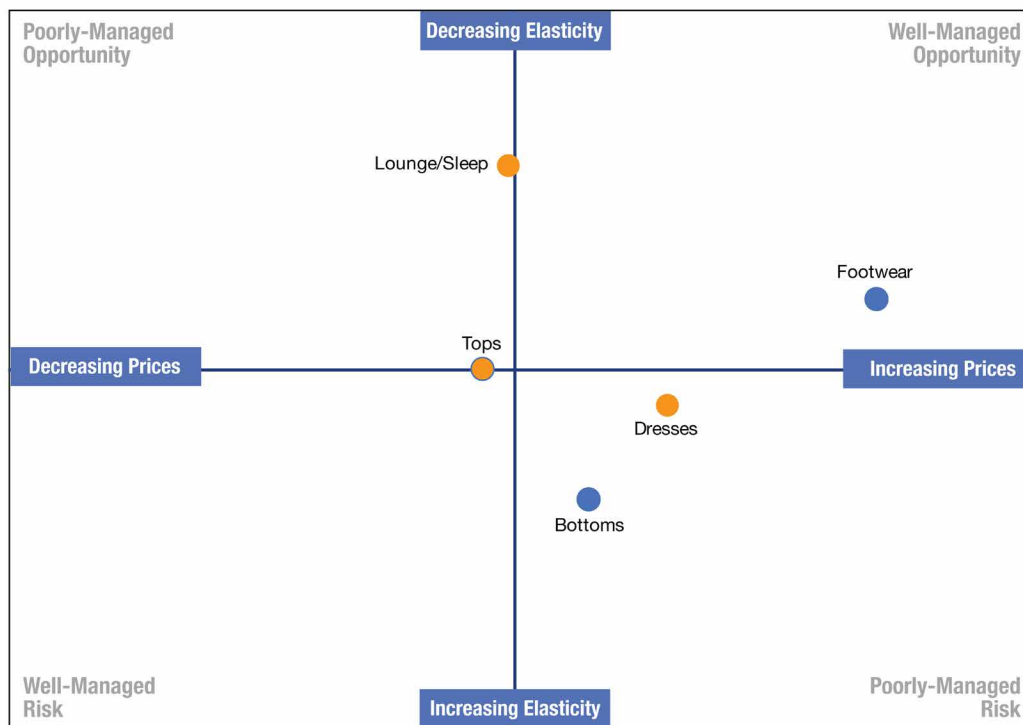 Poorly-Managed
Opportunity
Decreasing Elasticity
Well-Managed
Opportunity
Lounge/Sleep
Footwear
Tops
Decreasing Prices
Increasing Prices
Dresses
Bottoms
Well-Managed
Risk
Increasing Elasticity
Poorly-Managed
Risk